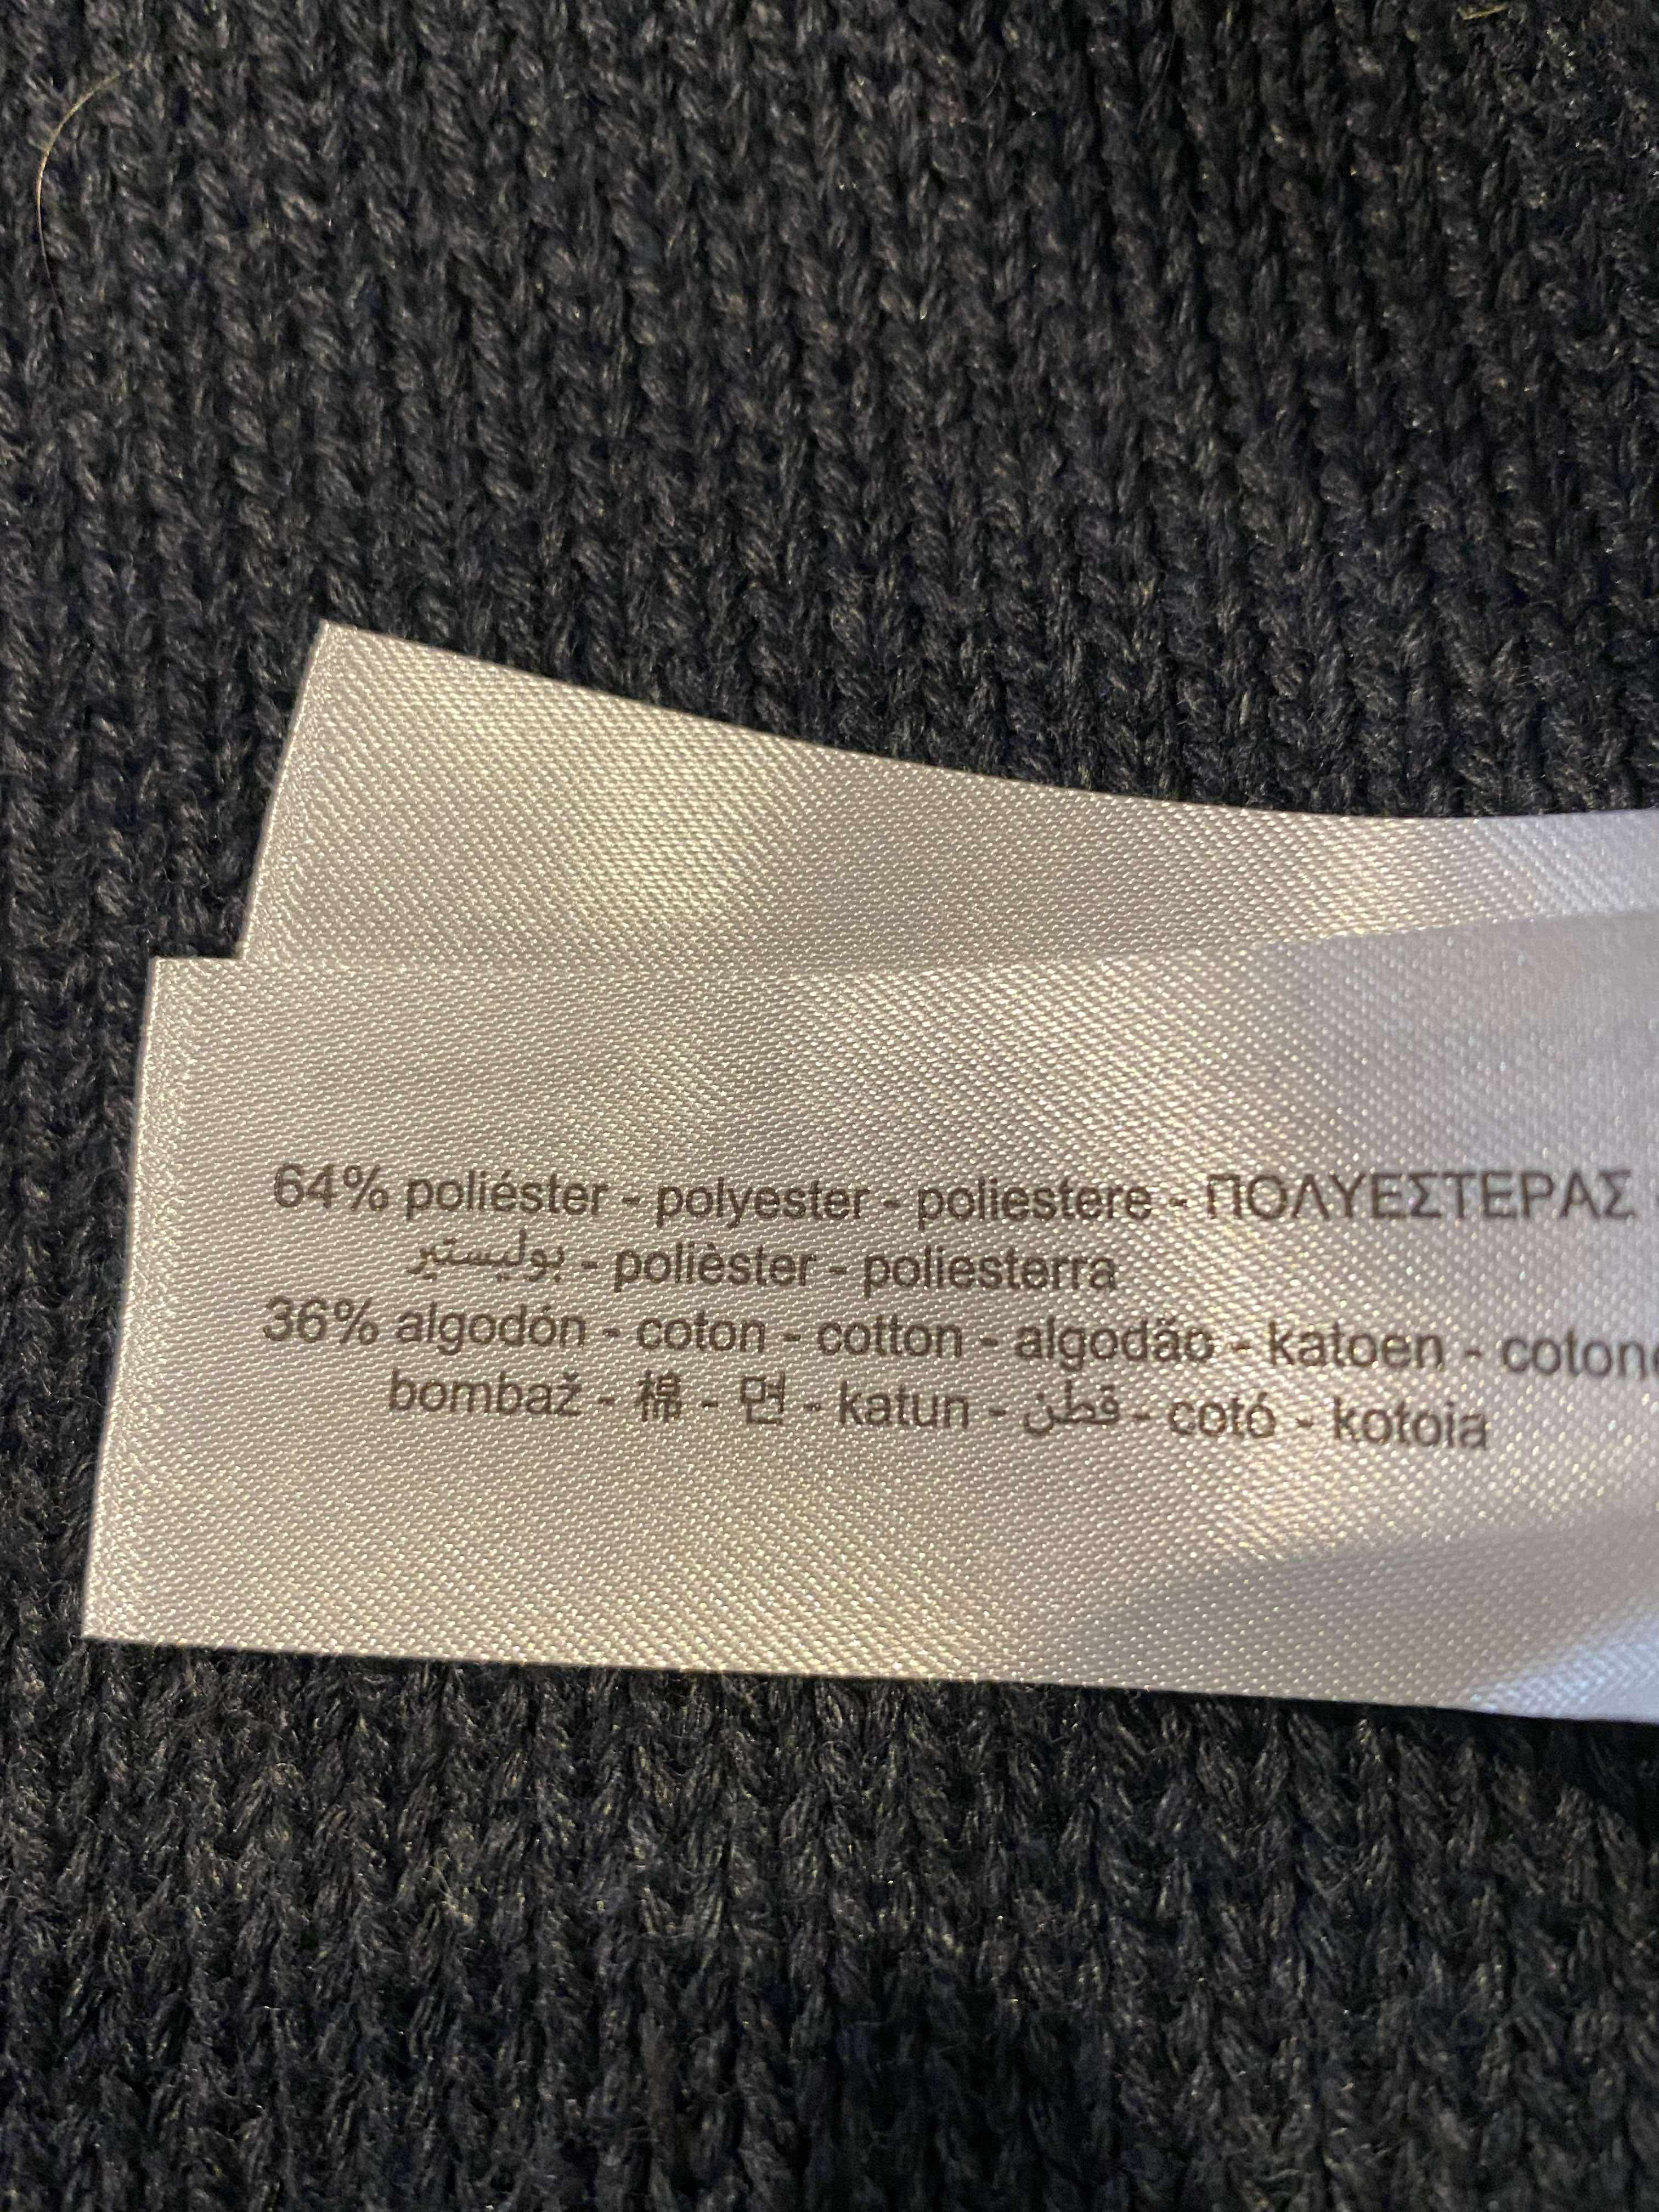 64% poliéster - polyester - poliestere - ΠΟΛΥΕΣΤΕΡΑΣ
بوليستير - polièster - poliesterra
36% algodón - coton - cotton - algodão - katoen -
bombaž - 棉 - 면 - katun - قطن - cotó - kotoia